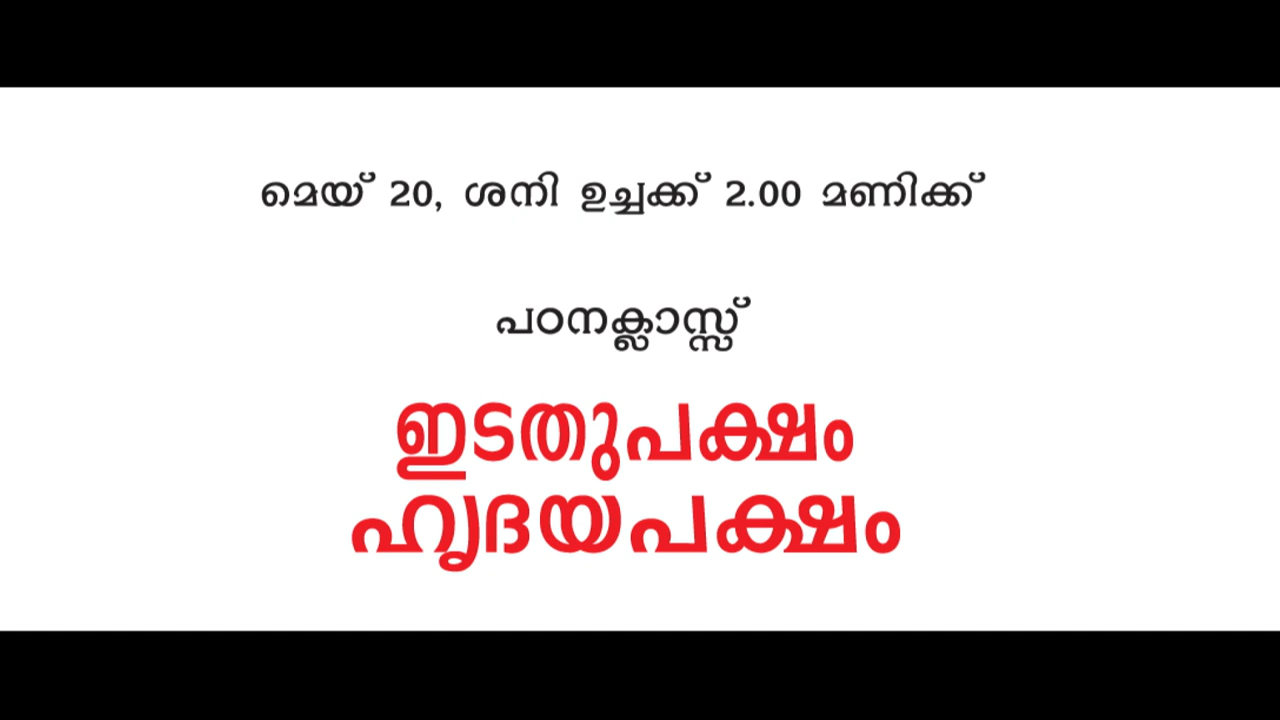 മെയ് 20, ശനി ഉച്ചക്ക് 2.00 മണിക്ക്
പഠനക്ലാസ്സ്
ഇടതുപക്ഷം
ഹൃദയപക്ഷം